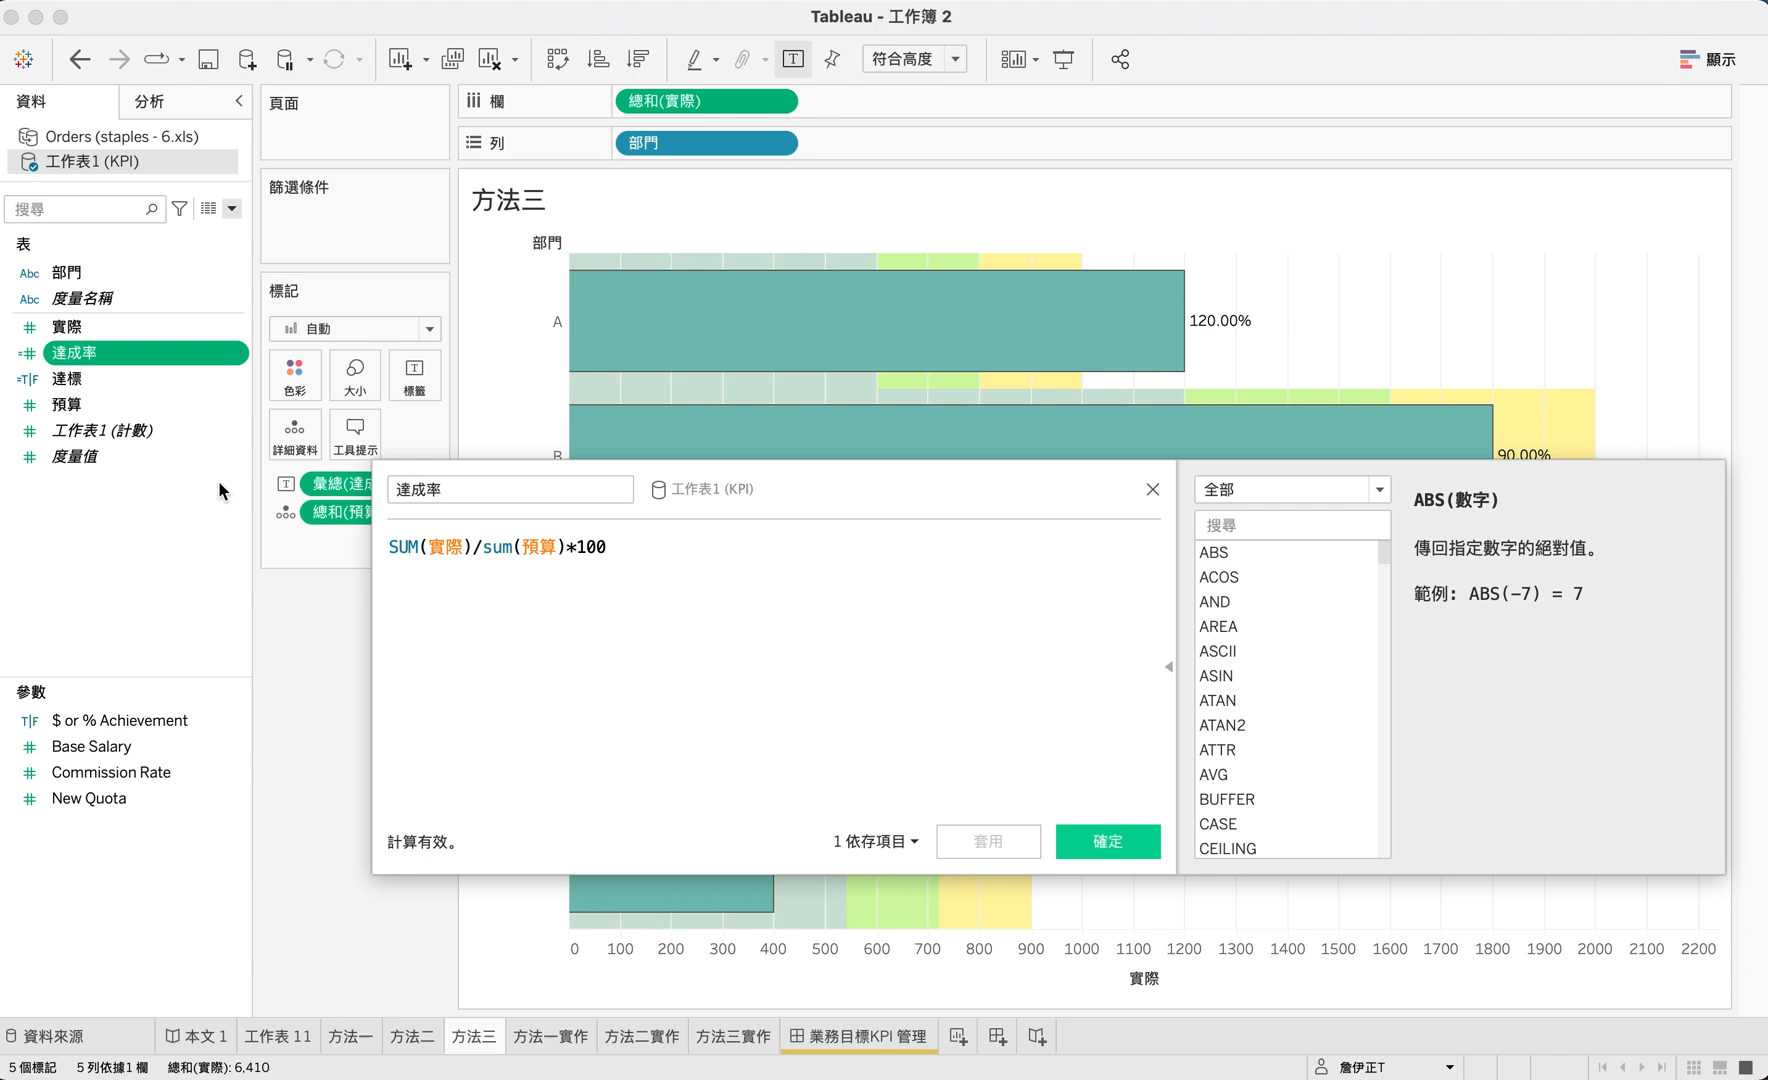 Tableau - 工作簿 2
符合高度
顯示
資料
分析
Orders (staples - 6.xls)
工作表1 (KPI)
搜尋
表
Abc 部門
Abc 度量名稱
實際
達成率
T|F 達標
預算
工作表1 (計數)
度量值
參數
T|F $ or % Achievement
Base Salary
Commission Rate
New Quota
頁面
篩選條件
標記
自動
色彩
大小
標籤
詳細資料
工具提示
彙總(達成
總和(預算
欄
總和(實際)
列
部門
方法三
部門
A
120.00%
B
90.00%
達成率
工作表1 (KPI)
SUM(實際)/sum(預算)*100
計算有效。
1 依存項目
套用
確定
全部
搜尋
ABS
ACOS
AND
AREA
ASCII
ASIN
ATAN
ATAN2
ATTR
AVG
BUFFER
CASE
CEILING
ABS(數字)
傳回指定數字的絕對值。
範例: ABS(-7) = 7
0 100 200 300 400 500 600 700 800 900 1000 1100 1200 1300 1400 1500 1600 1700 1800 1900 2000 2100 2200
實際
資料來源
本文 1
工作表 11
方法一
方法二
方法三
方法一實作
方法二實作
方法三實作
業務目標KPI 管理
5 個標記
5 列依據1 欄
總和(實際): 6,410
詹伊正T